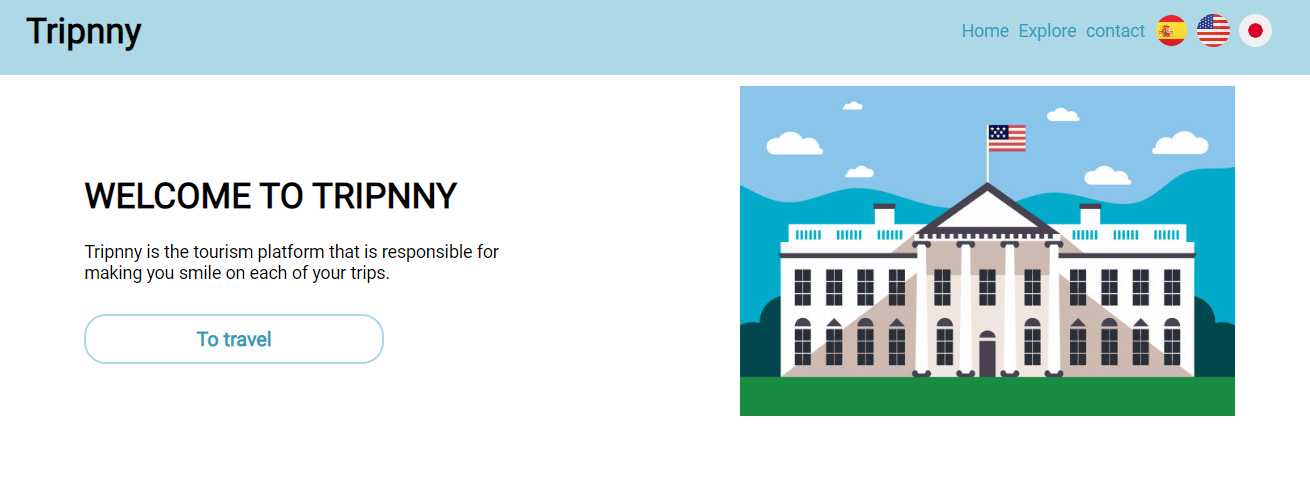 Tripnny
Home Explore contact
WELCOME TO TRIPNNY
Tripnny is the tourism platform that is responsible for
making you smile on each of your trips.
To travel